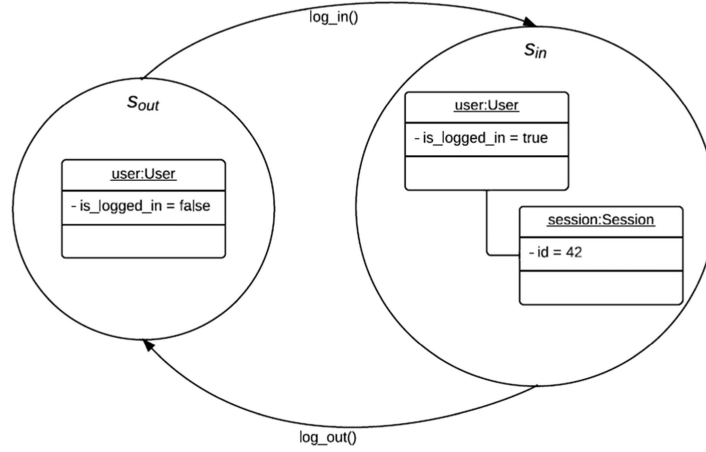 log_in()
S_out
S_in
user:User
- is_logged_in = true
user:User
- is_logged_in = false
session:Session
- id = 42
log_out()